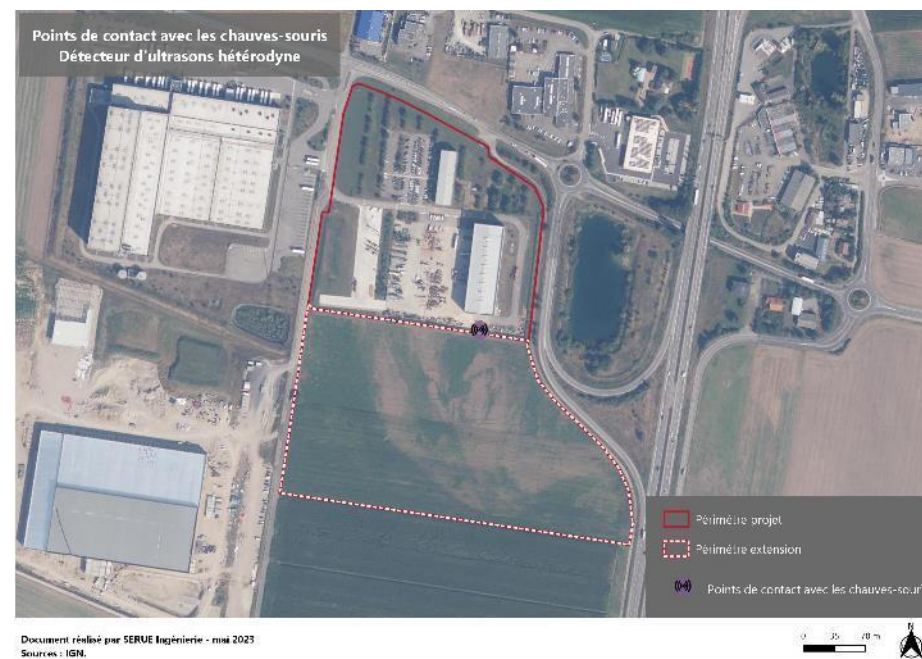 Points de contact avec les chauves-souris
Détecteur d'ultrasons hétérodyne
Périmètre projet
Périmètre extension
Points de contact avec les chauves-sour
Document réalisé par SERUE Ingénierie - mai 2023
Sources : IGN.
0 35 70 m
N